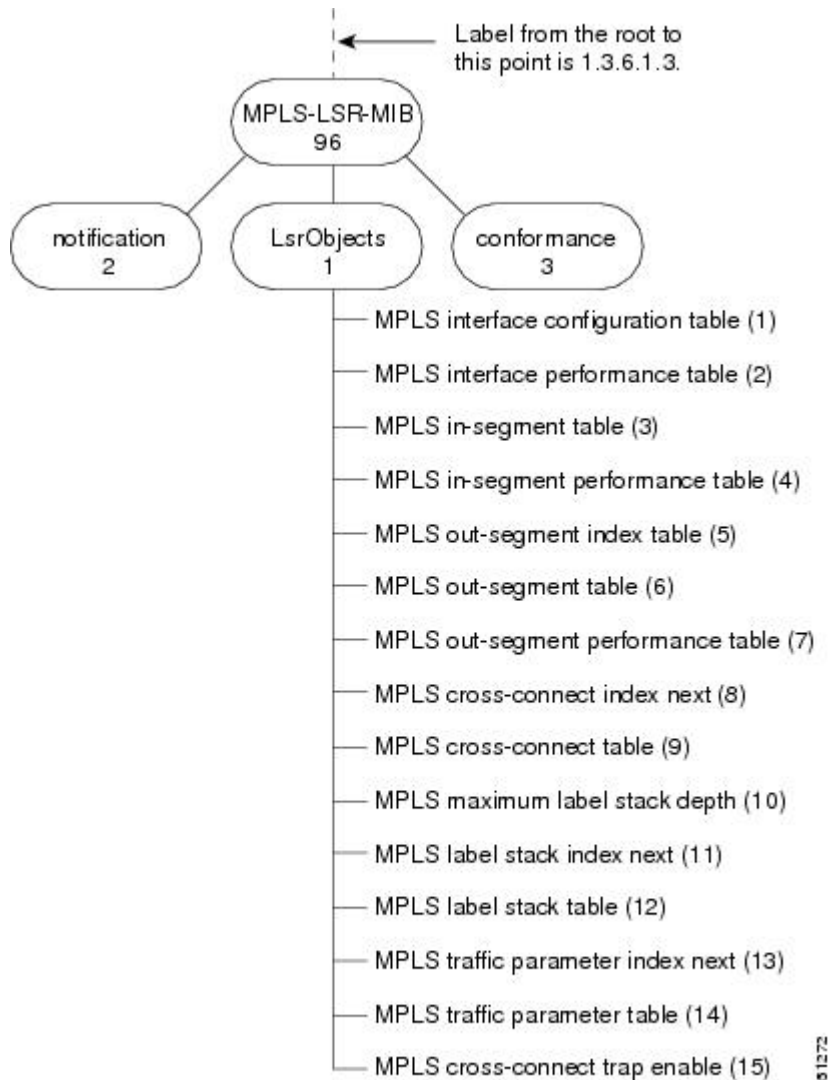 Label from the root to
this point is 1.3.6.1.3.
MPLS-LSR-MIB
96
notification
2
LsrObjects
1
conformance
3
MPLS interface configuration table (1)
MPLS interface performance table (2)
MPLS in-segment table (3)
MPLS in-segment performance table (4)
MPLS out-segment index table (5)
MPLS out-segment table (6)
MPLS out-segment performance table (7)
MPLS cross-connect index next (8)
MPLS cross-connect table (9)
MPLS maximum label stack depth (10)
MPLS label stack index next (11)
MPLS label stack table (12)
MPLS traffic parameter index next (13)
MPLS traffic parameter table (14)
MPLS cross-connect trap enable (15)
51272